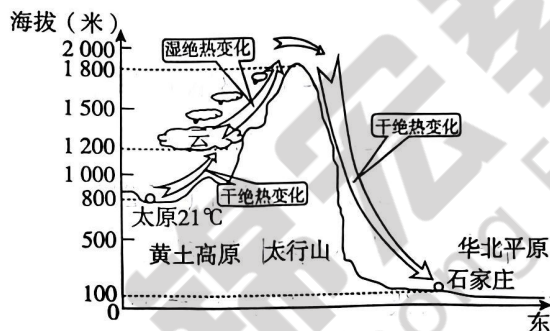 海拔（米）
2 000
1 800
1 500
1 200
1 000
800
500
100
0
湿绝热变化
云
干绝热变化
干绝热变化
太原21℃
黄土高原
太行山
华北平原
石家庄
东